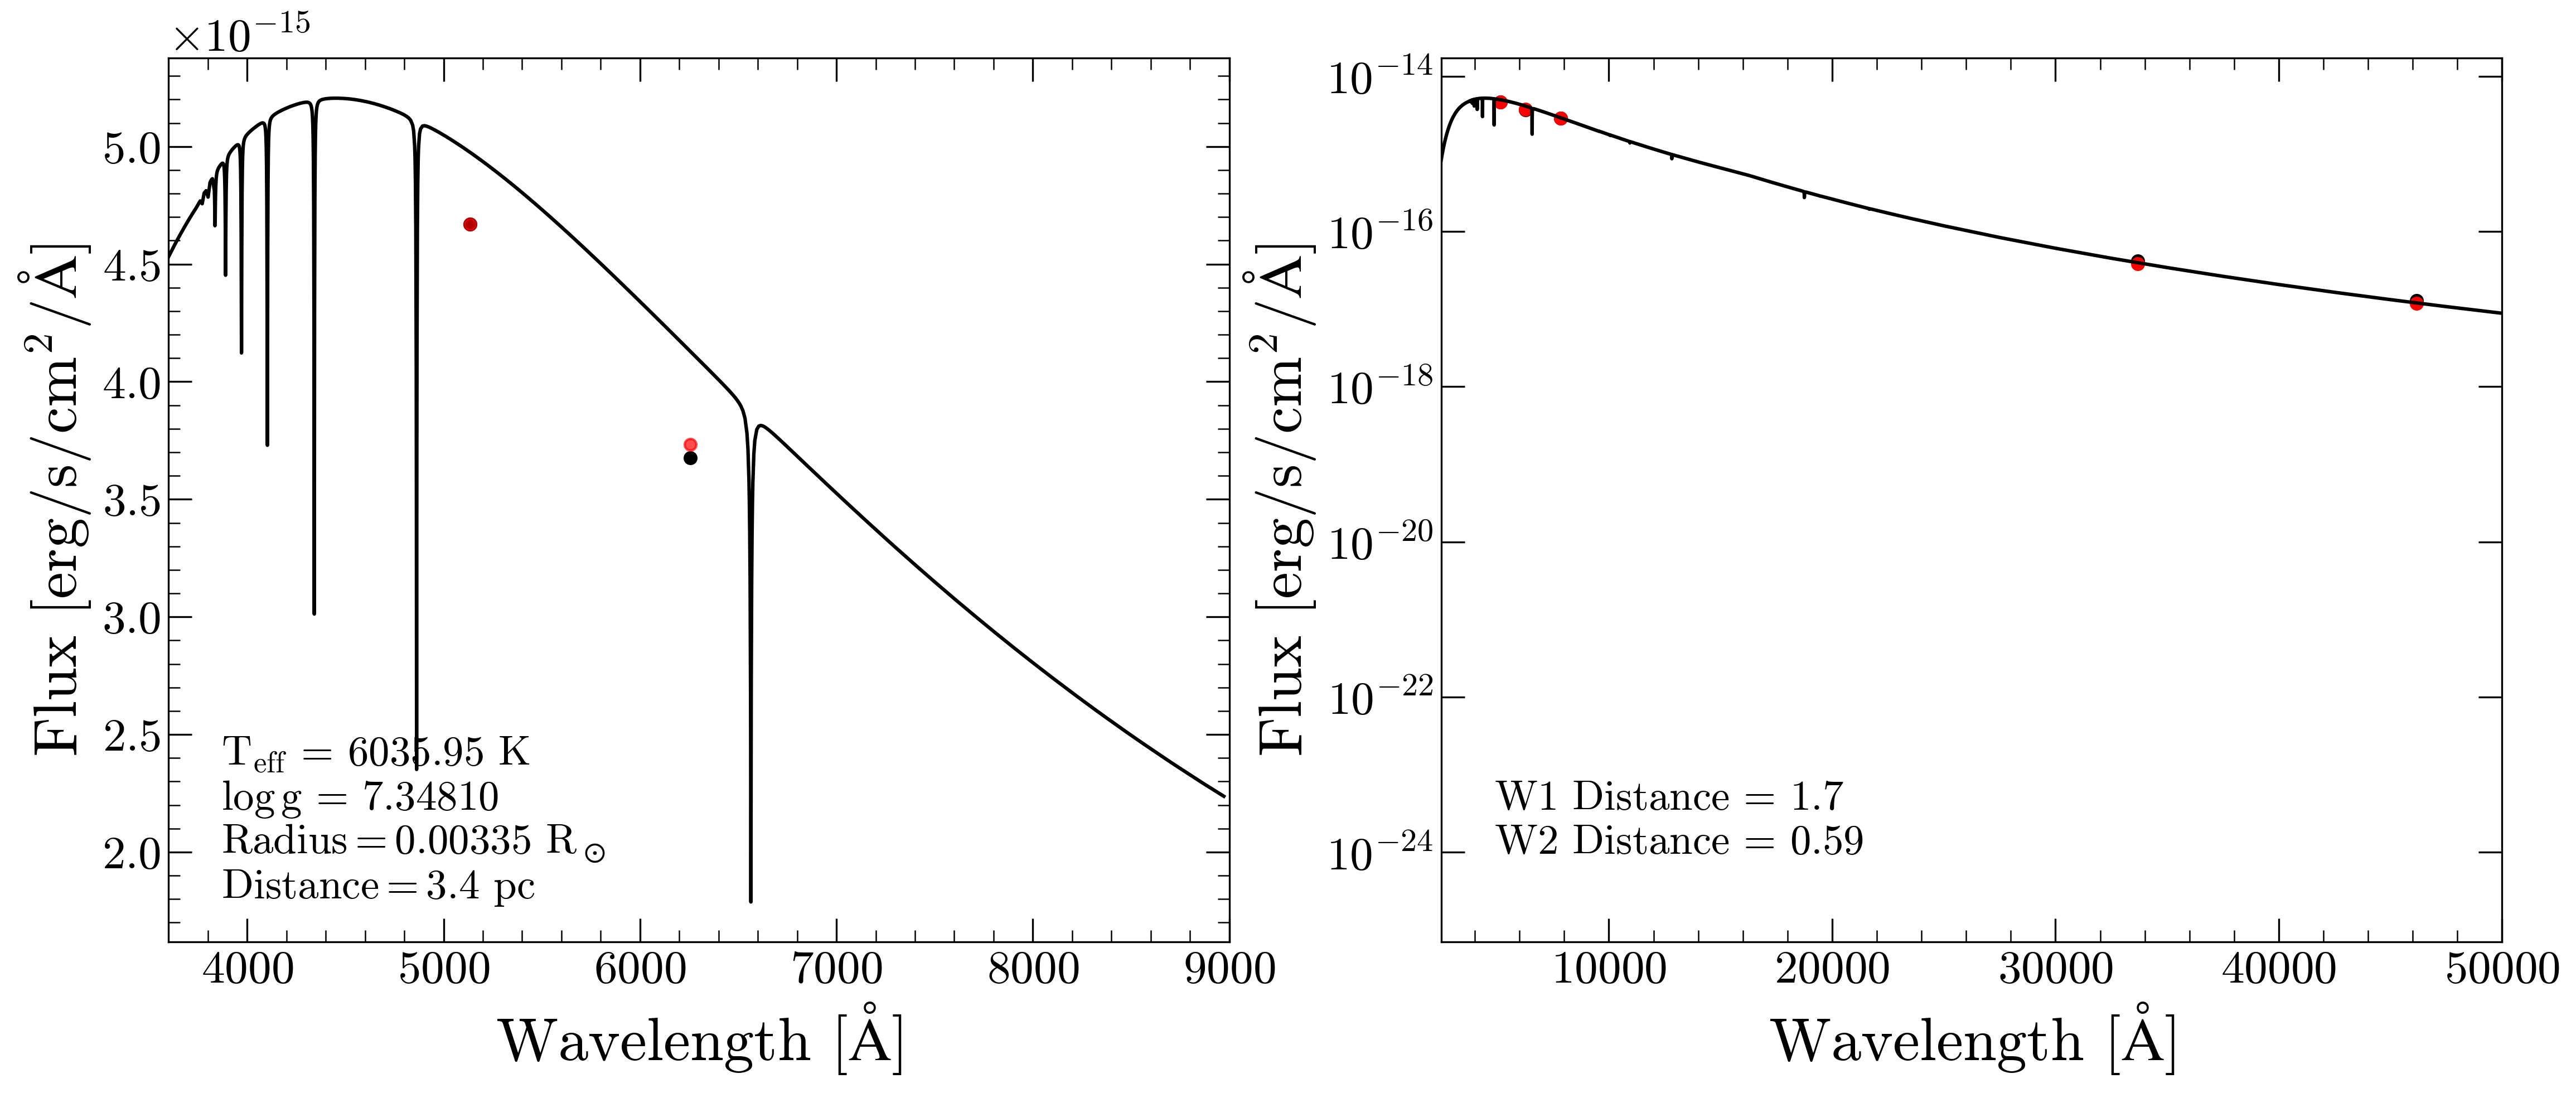 ×10⁻¹⁵
5.0
4.5
4.0
3.5
3.0
2.5
2.0
Flux [erg/s/cm²/Å]
T_eff = 6035.95 K
log g = 7.34810
Radius = 0.00335 R_⊙
Distance = 3.4 pc
4000 5000 6000 7000 8000 9000
Wavelength [Å]
10⁻¹⁴
10⁻¹⁶
10⁻¹⁸
10⁻²⁰
10⁻²²
10⁻²⁴
Flux [erg/s/cm²/Å]
W1 Distance = 1.7
W2 Distance = 0.59
10000 20000 30000 40000 50000
Wavelength [Å]